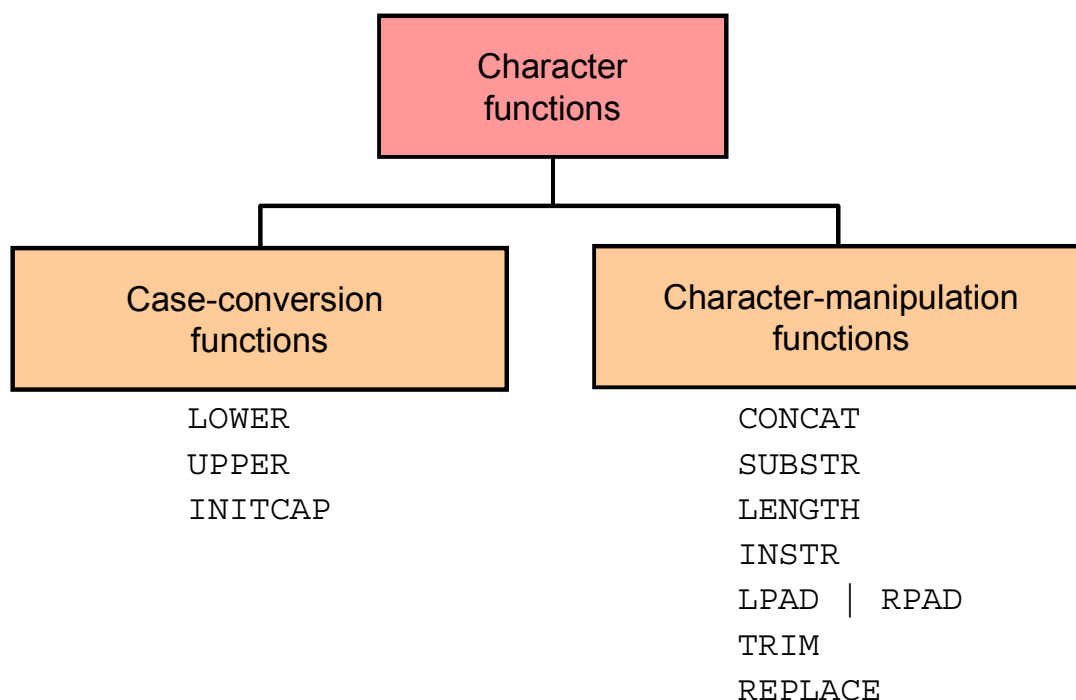 Character
functions
Case-conversion
functions
Character-manipulation
functions
LOWER
UPPER
INITCAP
CONCAT
SUBSTR
LENGTH
INSTR
LPAD | RPAD
TRIM
REPLACE